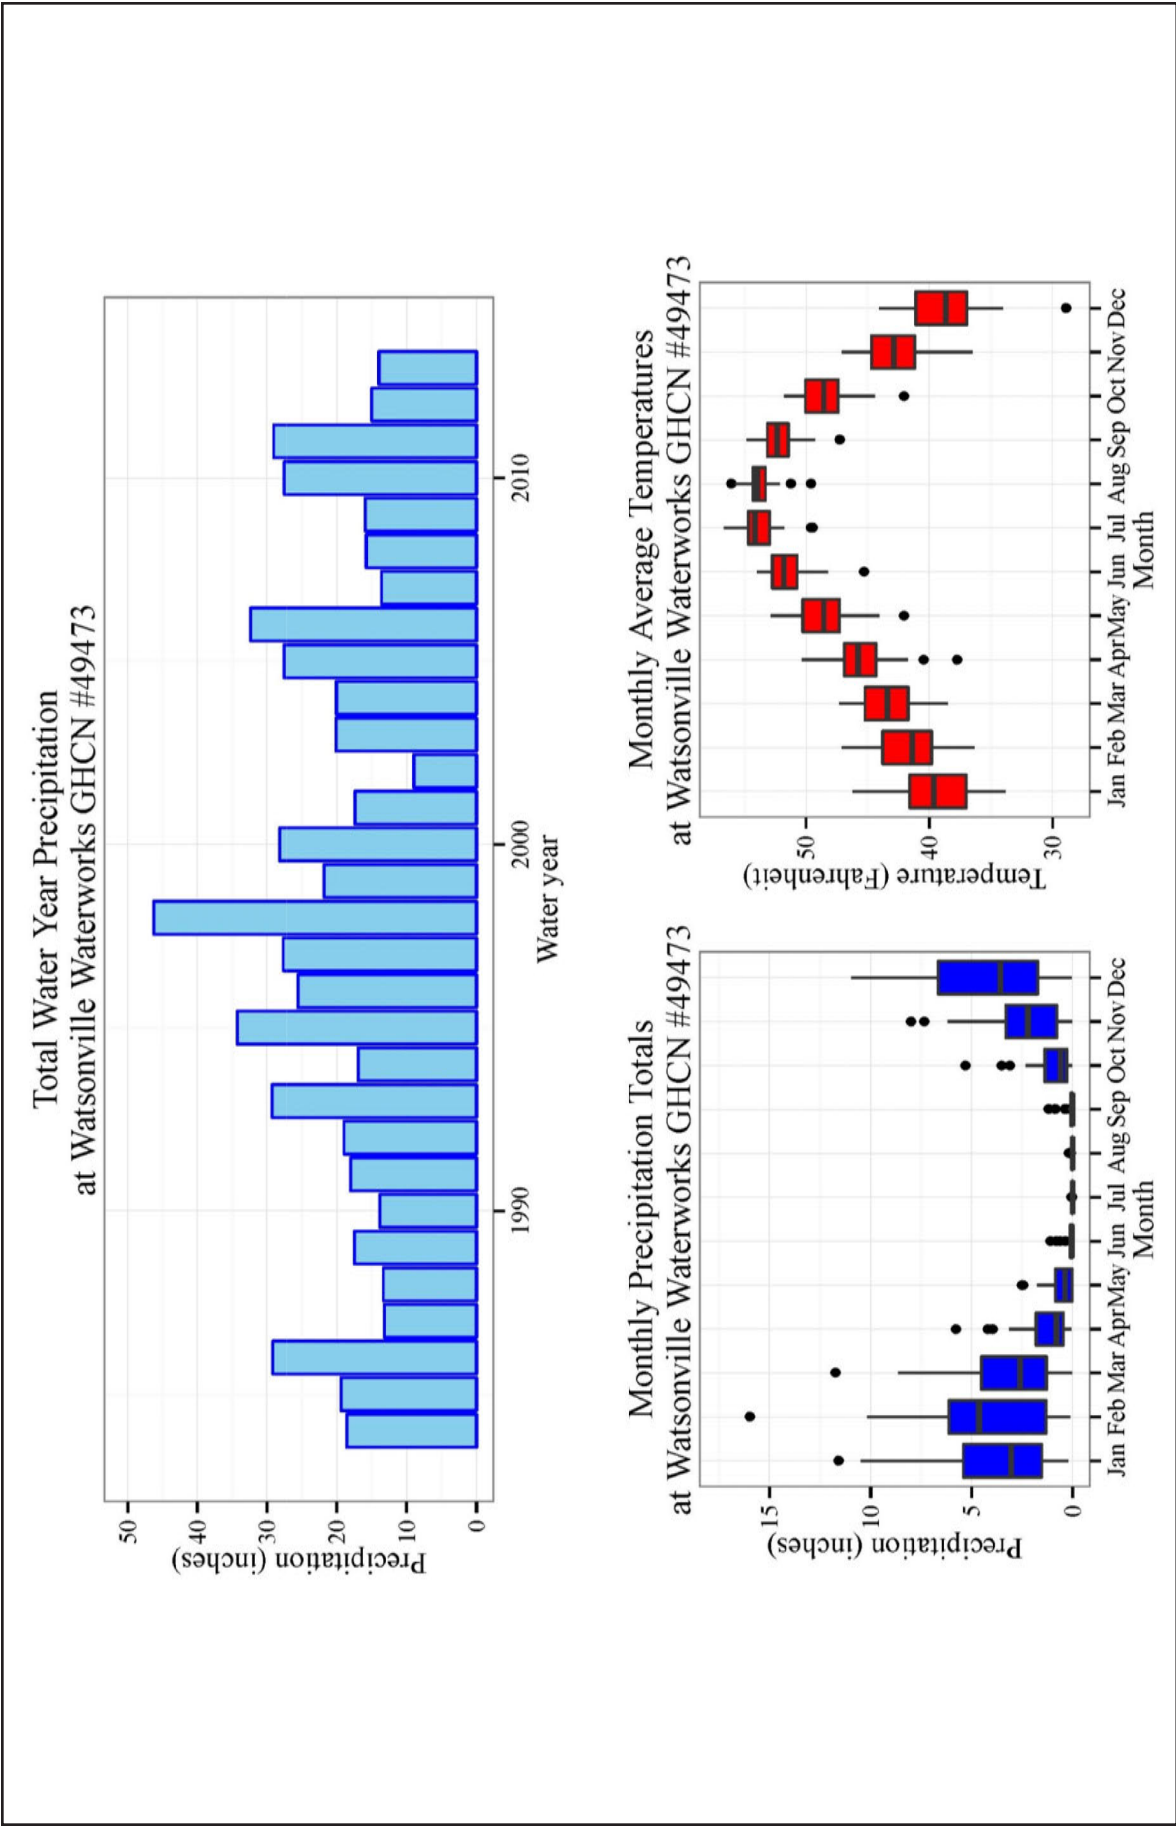 Total Water Year Precipitation
at Watsonville Waterworks GHCN #49473
Precipitation (inches)
50
40
30
20
10
0
1990
2000
2010
Water year
Monthly Precipitation Totals
at Watsonville Waterworks GHCN #49473
Precipitation (inches)
15
10
5
0
Jan Feb Mar Apr May Jun Jul Aug Sep Oct Nov Dec
Month
Monthly Average Temperatures
at Watsonville Waterworks GHCN #49473
Temperature (Fahrenheit)
50
40
30
Jan Feb Mar Apr May Jun Jul Aug Sep Oct Nov Dec
Month